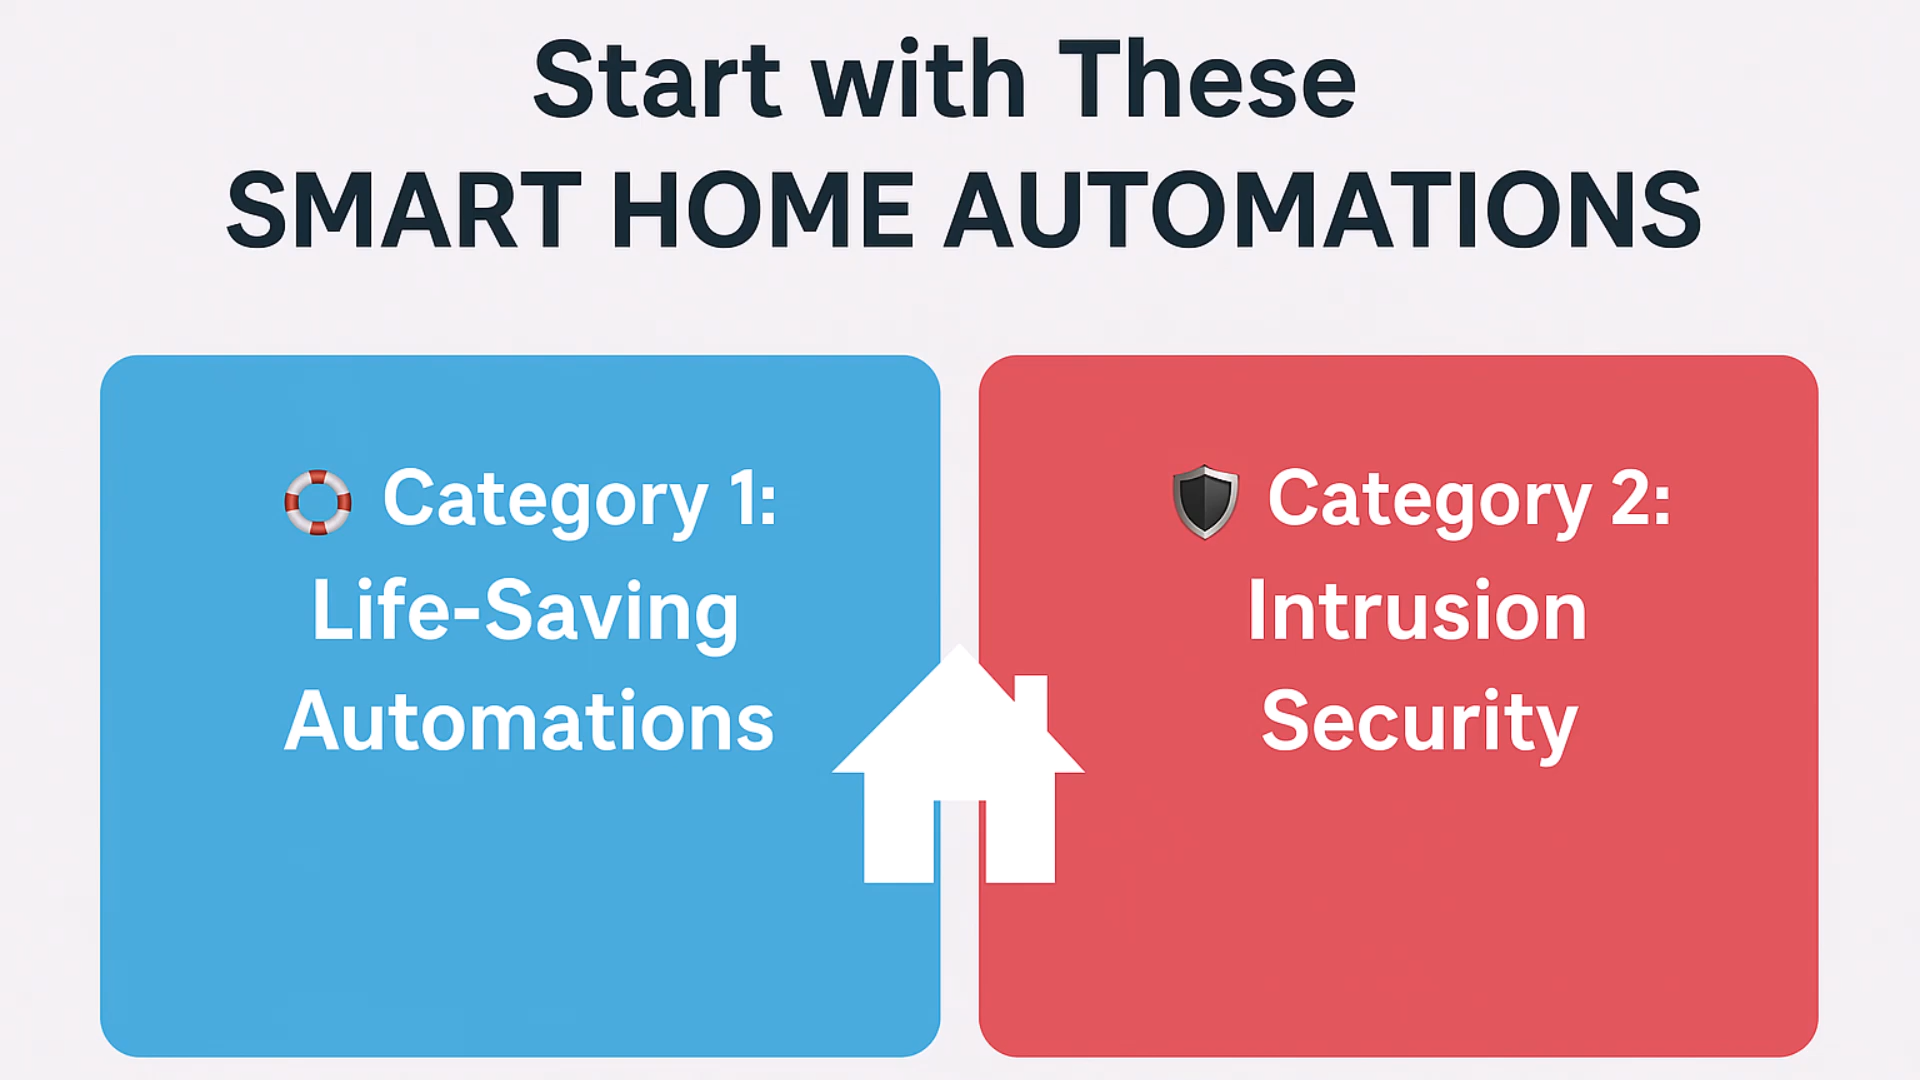 Start with These
SMART HOME AUTOMATIONS
Category 1:
Life-Saving
Automations
Category 2:
Intrusion
Security